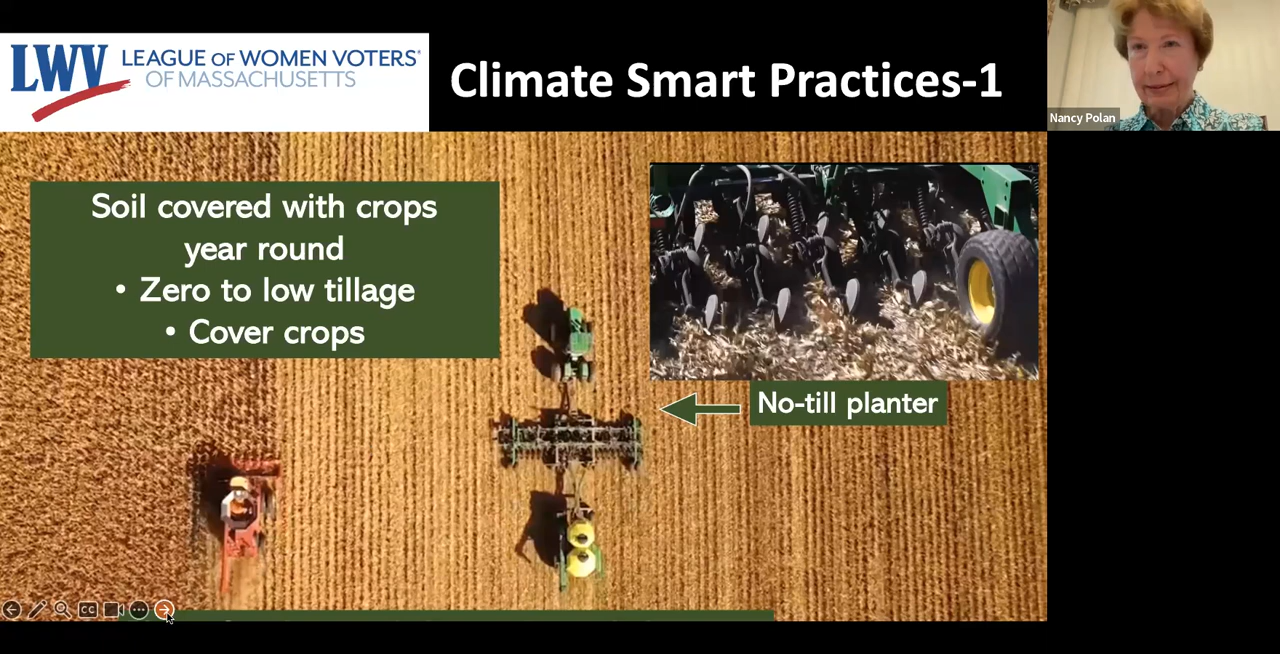 LWV LEAGUE OF WOMEN VOTERS®
OF MASSACHUSETTS
Climate Smart Practices-1
Nancy Polan
Soil covered with crops
year round
• Zero to low tillage
• Cover crops
No-till planter
CC